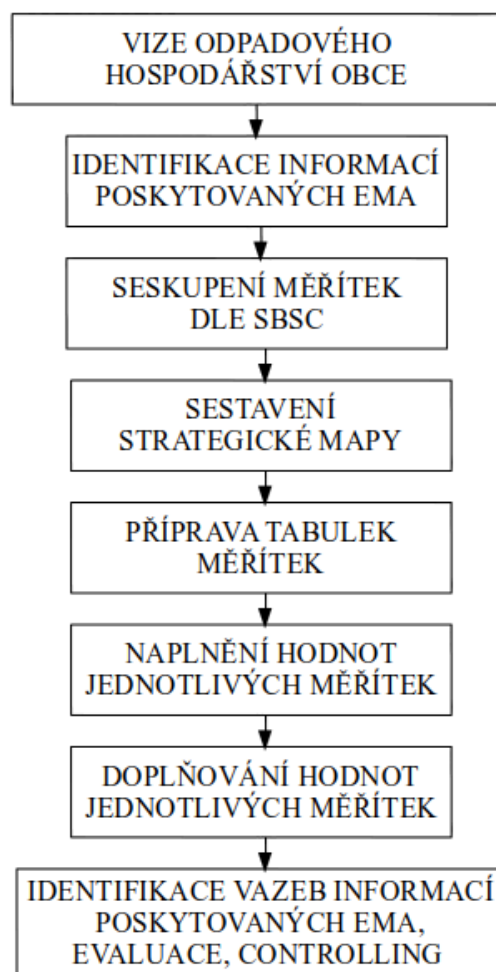 VIZE ODPADOVÉHO
HOSPODÁŘSTVÍ OBCE
IDENTIFIKACE INFORMACÍ
POSKYTOVANÝCH EMA
SESKUPENÍ MĚŘÍTEK
DLE SBSC
SESTAVENÍ
STRATEGICKÉ MAPY
PŘÍPRAVA TABULEK
MĚŘÍTEK
NAPLNĚNÍ HODNOT
JEDNOTLIVÝCH MĚŘÍTEK
DOPLŇOVÁNÍ HODNOT
JEDNOTLIVÝCH MĚŘÍTEK
IDENTIFIKACE VAZEB INFORMACÍ
POSKYTOVANÝCH EMA,
EVALUACE, CONTROLLING